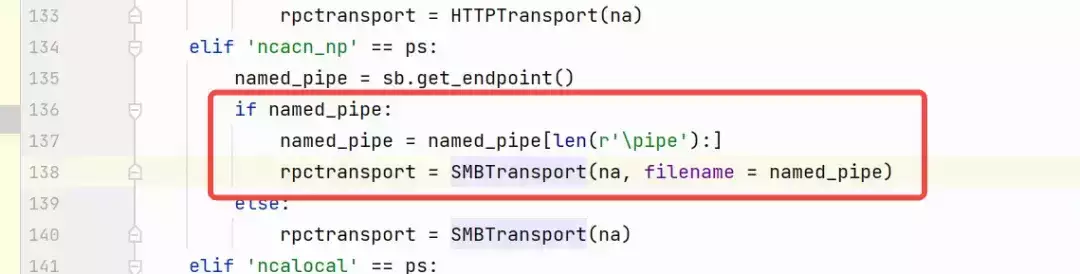 133 rpctransport = HTTPTransport(na)
134 elif 'ncacn_np' == ps:
135 named_pipe = sb.get_endpoint()
136 if named_pipe:
137 named_pipe = named_pipe[len(r'\pipe'):]
138 rpctransport = SMBTransport(na, filename = named_pipe)
139 else:
140 rpctransport = SMBTransport(na)
141 elif 'ncalocal' == ps: